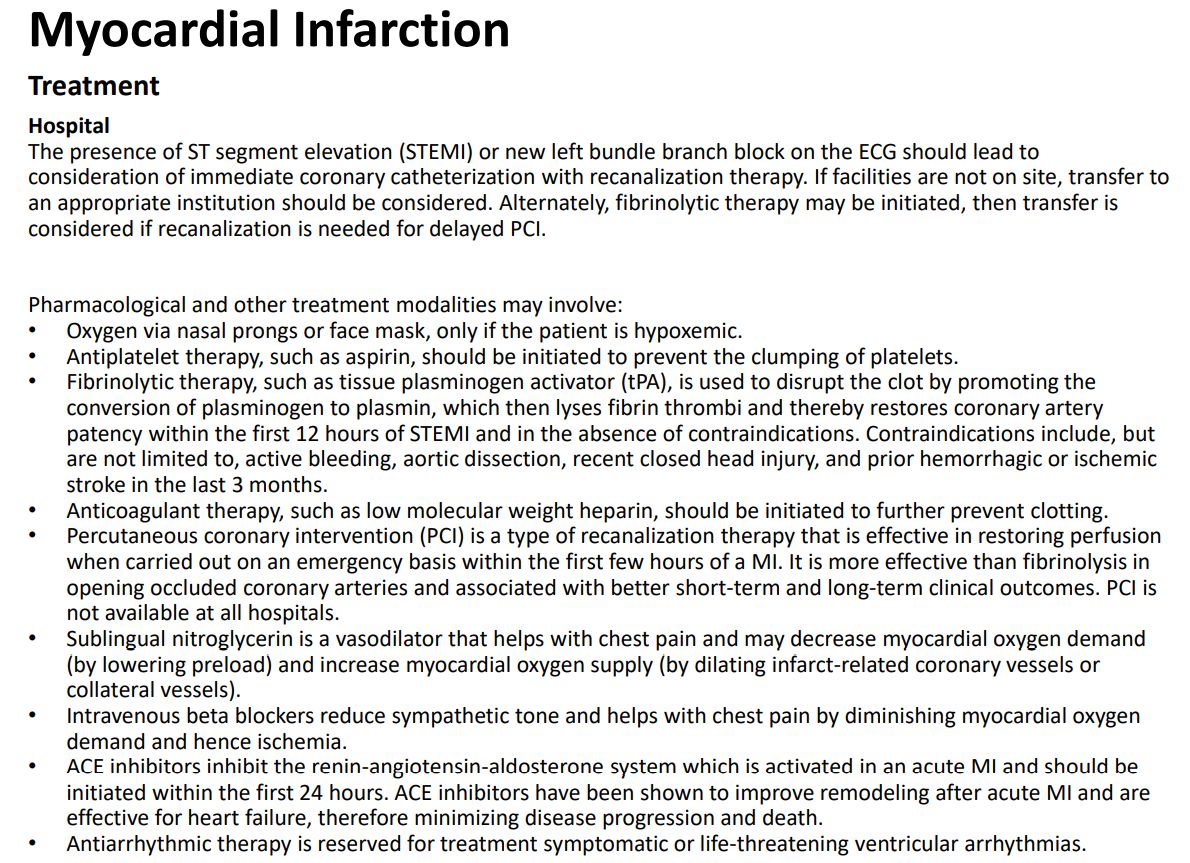 Myocardial Infarction
Treatment
Hospital
The presence of ST segment elevation (STEMI) or new left bundle branch block on the ECG should lead to
consideration of immediate coronary catheterization with recanalization therapy. If facilities are not on site, transfer to
an appropriate institution should be considered. Alternately, fibrinolytic therapy may be initiated, then transfer is
considered if recanalization is needed for delayed PCI.
Pharmacological and other treatment modalities may involve:
• Oxygen via nasal prongs or face mask, only if the patient is hypoxemic.
• Antiplatelet therapy, such as aspirin, should be initiated to prevent the clumping of platelets.
• Fibrinolytic therapy, such as tissue plasminogen activator (tPA), is used to disrupt the clot by promoting the
conversion of plasminogen to plasmin, which then lyses fibrin thrombi and thereby restores coronary artery
patency within the first 12 hours of STEMI and in the absence of contraindications. Contraindications include, but
are not limited to, active bleeding, aortic dissection, recent closed head injury, and prior hemorrhagic or ischemic
stroke in the last 3 months.
• Anticoagulant therapy, such as low molecular weight heparin, should be initiated to further prevent clotting.
• Percutaneous coronary intervention (PCI) is a type of recanalization therapy that is effective in restoring perfusion
when carried out on an emergency basis within the first few hours of a MI. It is more effective than fibrinolysis in
opening occluded coronary arteries and associated with better short-term and long-term clinical outcomes. PCI is
not available at all hospitals.
• Sublingual nitroglycerin is a vasodilator that helps with chest pain and may decrease myocardial oxygen demand
(by lowering preload) and increase myocardial oxygen supply (by dilating infarct-related coronary vessels or
collateral vessels).
• Intravenous beta blockers reduce sympathetic tone and helps with chest pain by diminishing myocardial oxygen
demand and hence ischemia.
• ACE inhibitors inhibit the renin-angiotensin-aldosterone system which is activated in an acute MI and should be
initiated within the first 24 hours. ACE inhibitors have been shown to improve remodeling after acute MI and are
effective for heart failure, therefore minimizing disease progression and death.
• Antiarrhythmic therapy is reserved for treatment symptomatic or life-threatening ventricular arrhythmias.